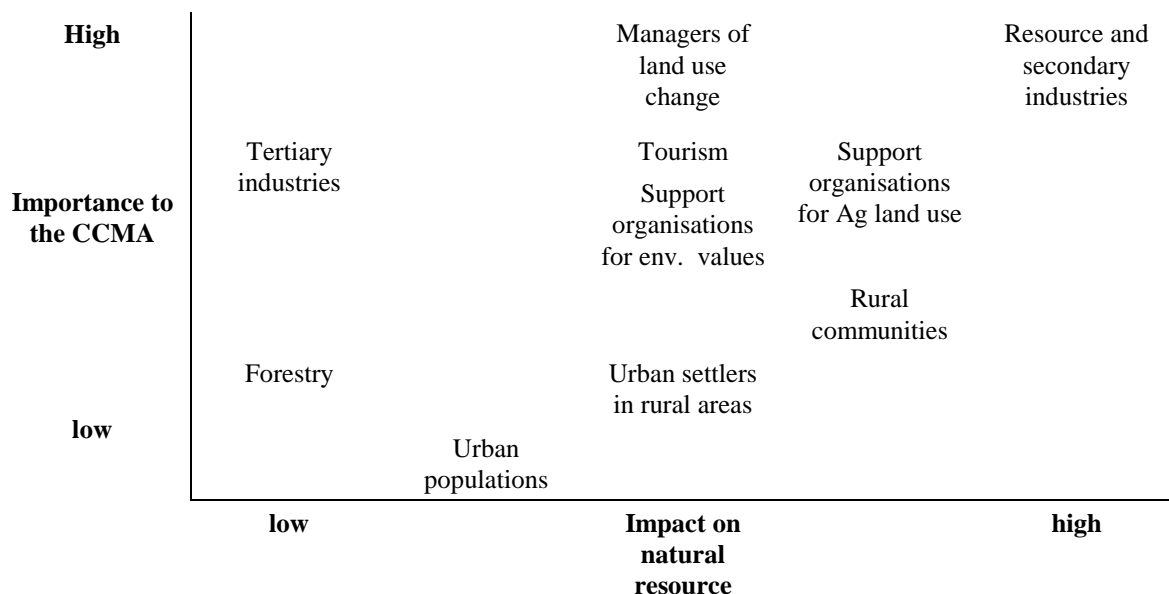 High
Managers of
land use
change
Resource and
secondary
industries
Tertiary
industries
Tourism
Support
organisations
for Ag land use
Importance to
the CCMA
Support
organisations
for env. values
Rural
communities
Forestry
Urban settlers
in rural areas
low
Urban
populations
low
Impact on
natural
resource
high